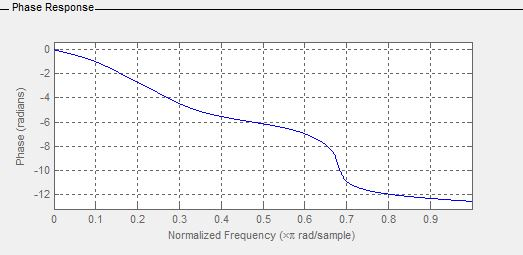 Phase Response
0
-2
-4
-6
-8
-10
-12
Phase (radians)
0 0.1 0.2 0.3 0.4 0.5 0.6 0.7 0.8 0.9
Normalized Frequency (×π rad/sample)